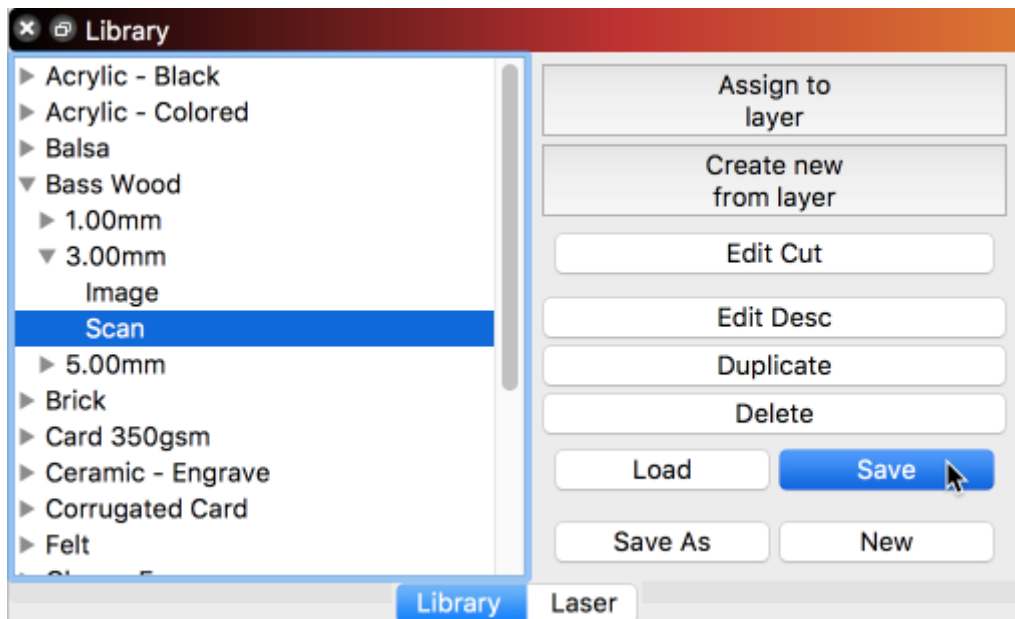 Library
Acrylic - Black
Acrylic - Colored
Balsa
Bass Wood
1.00mm
3.00mm
Image
Scan
5.00mm
Brick
Card 350gsm
Ceramic - Engrave
Corrugated Card
Felt
Assign to
layer
Create new
from layer
Edit Cut
Edit Desc
Duplicate
Delete
Load Save
Save As New
Library Laser